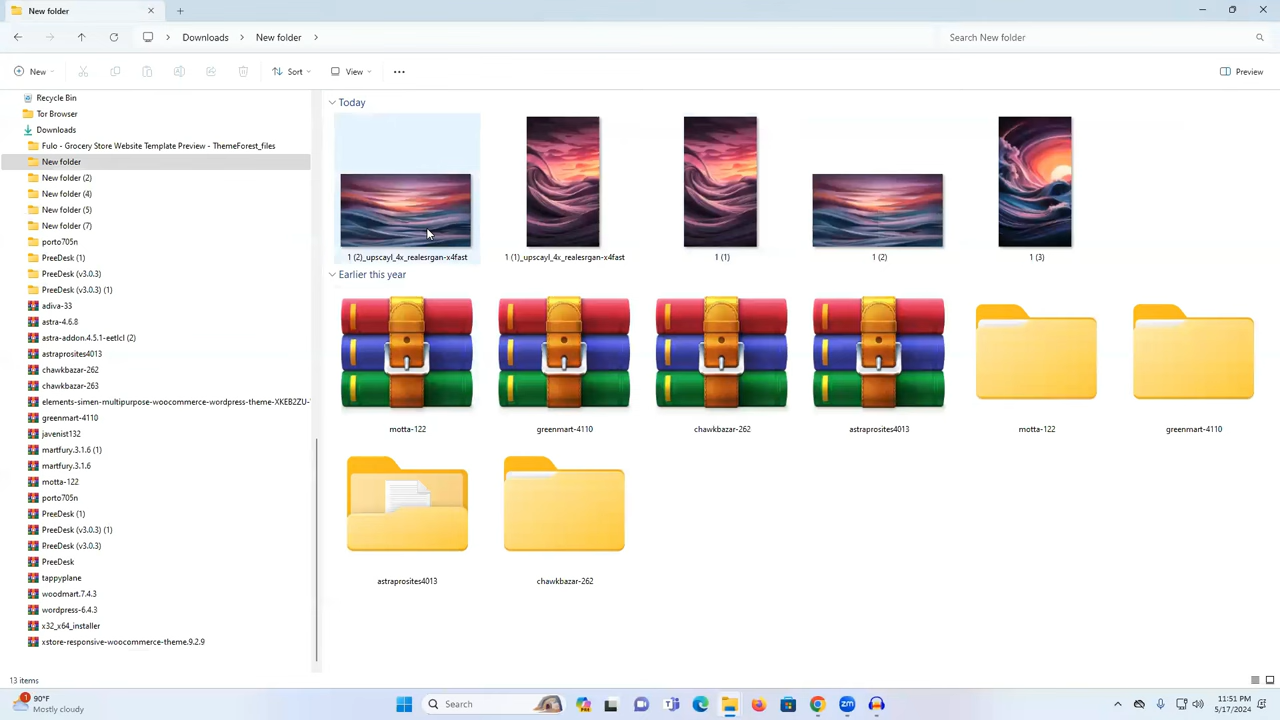 New folder
Downloads
New folder
Search New folder
New
Sort
View
Preview
Recycle Bin
Tor Browser
Downloads
Fulo - Grocery Store Website Template Preview - ThemeForest_files
New folder
New folder (2)
New folder (4)
New folder (5)
New folder (7)
porto705n
PreeDesk (1)
PreeDesk (v3.0.3)
PreeDesk (v3.0.3) (1)
adiva-33
astra-4.6.8
astra-addon.4.5.1-eetlcl (2)
astraprosites4013
chawkbazar-262
chawkbazar-263
elements-simen-multipurpose-woocommerce-wordpress-theme-XKEB2ZU-
greenmart-4110
javenist132
martfury.3.1.6 (1)
martfury.3.1.6
motta-122
porto705n
PreeDesk (1)
PreeDesk (v3.0.3) (1)
PreeDesk (v3.0.3)
PreeDesk
tappyplane
woodmart.7.4.3
wordpress-6.4.3
x32_x64_installer
xstore-responsive-woocommerce-theme.9.2.9
Today
1 (2)_upscayl_4x_realesrgan-x4fast
1 (1)_upscayl_4x_realesrgan-x4fast
1 (1)
1 (2)
1 (3)
Earlier this year
motta-122
greenmart-4110
chawkbazar-262
astraprosites4013
motta-122
greenmart-4110
astraprosites4013
chawkbazar-262
13 items
1
90°F
Mostly cloudy
Search
zm
11:51 PM
5/17/2024